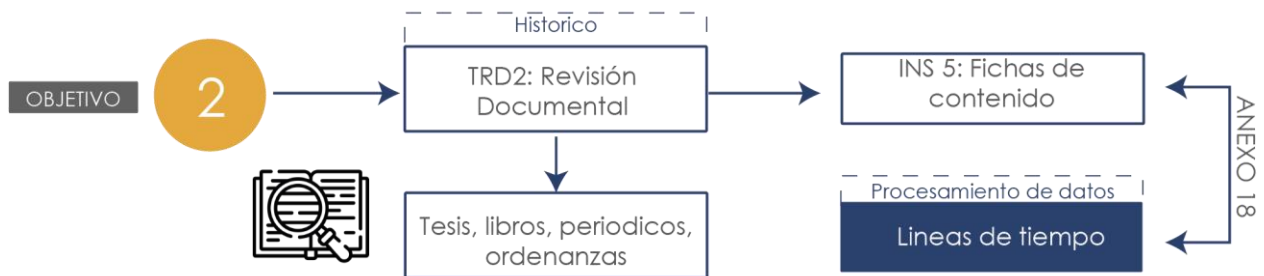 OBJETIVO
2
Historico
TRD2: Revisión
Documental
Tesis, libros, periodicos,
ordenanzas
INS 5: Fichas de
contenido
Procesamiento de datos
Lineas de tiempo
ANEXO 18